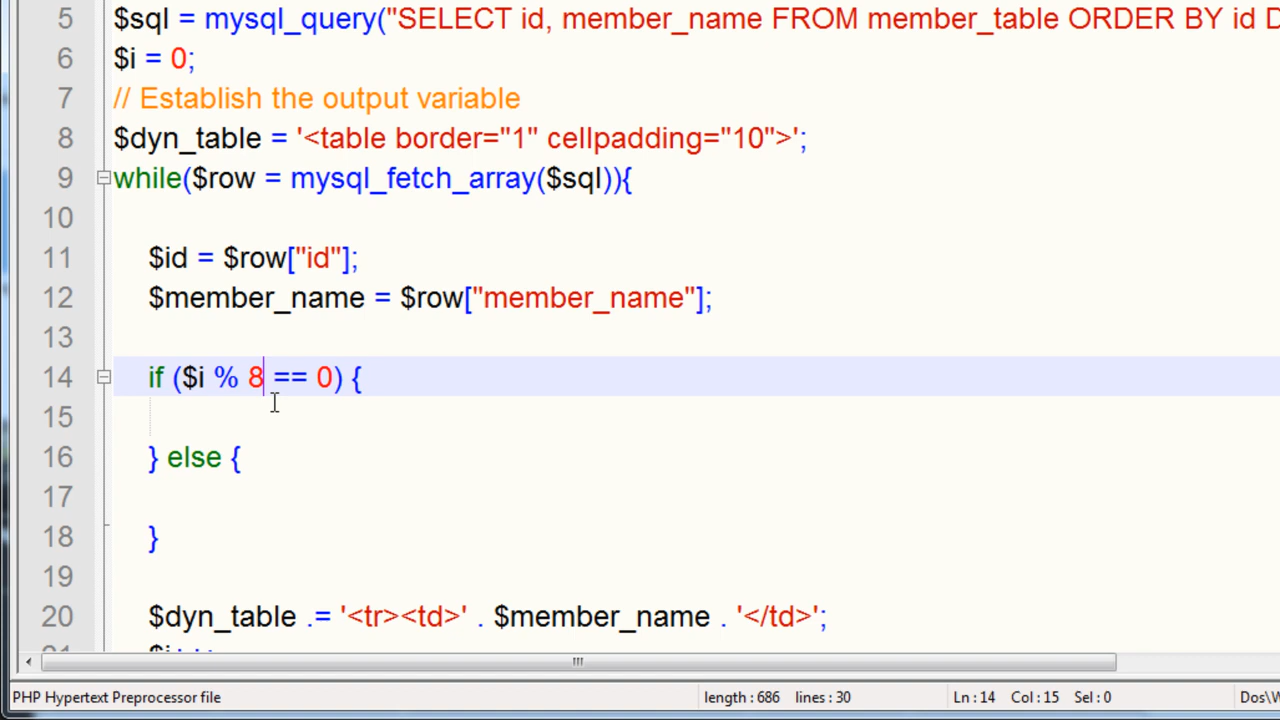 5 $sql = mysql_query("SELECT id, member_name FROM member_table ORDER BY id D
6 $i = 0;
7 // Establish the output variable
8 $dyn_table = '<table border="1" cellpadding="10">';
9 while($row = mysql_fetch_array($sql)){
10
11 $id = $row["id"];
12 $member_name = $row["member_name"];
13
14 if ($i % 8 == 0) {
15
16 } else {
17
18 }
19
20 $dyn_table .= '<tr><td>' . $member_name . '</td>';
PHP Hypertext Preprocessor file length : 686 lines : 30 Ln : 14 Col : 15 Sel : 0 Dos\W